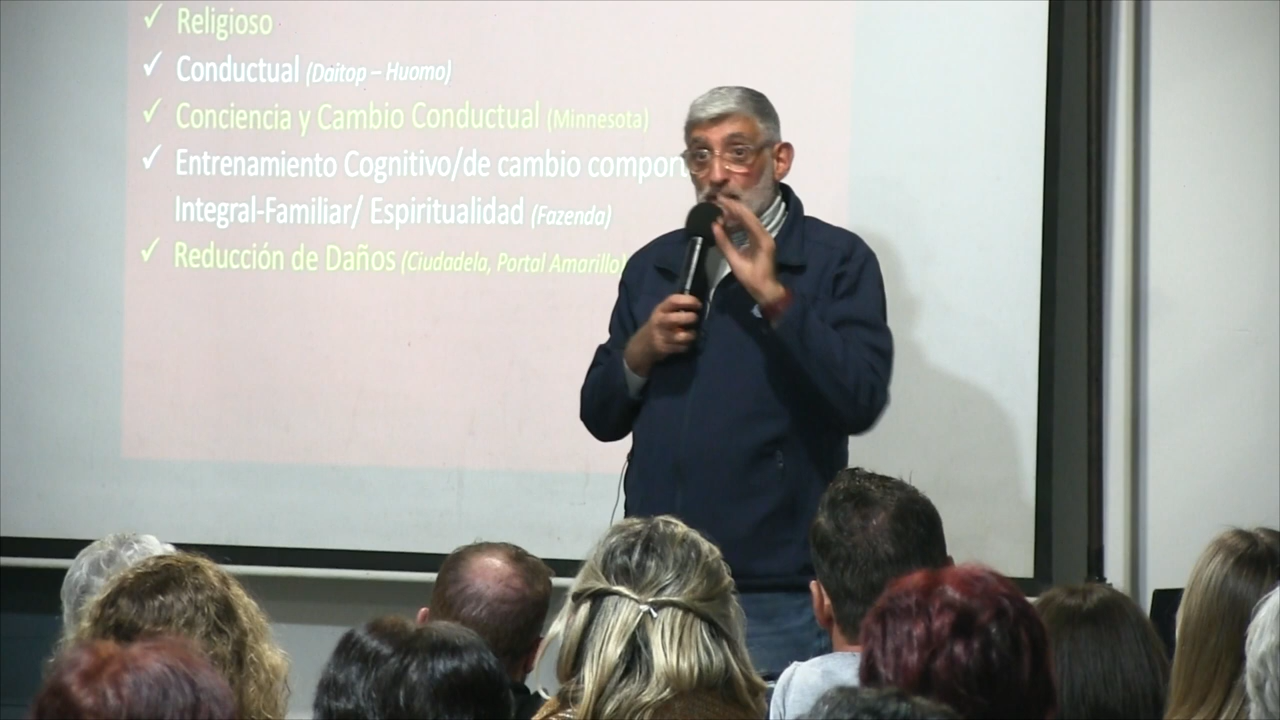 ✓ Religioso
✓ Conductual (Daitop – Huomo)
✓ Conciencia y Cambio Conductual (Minnesota)
✓ Entrenamiento Cognitivo/de cambio compor
Integral-Familiar/ Espiritualidad (Fazenda)
✓ Reducción de Daños (Ciudadela, Portal Amarillo)